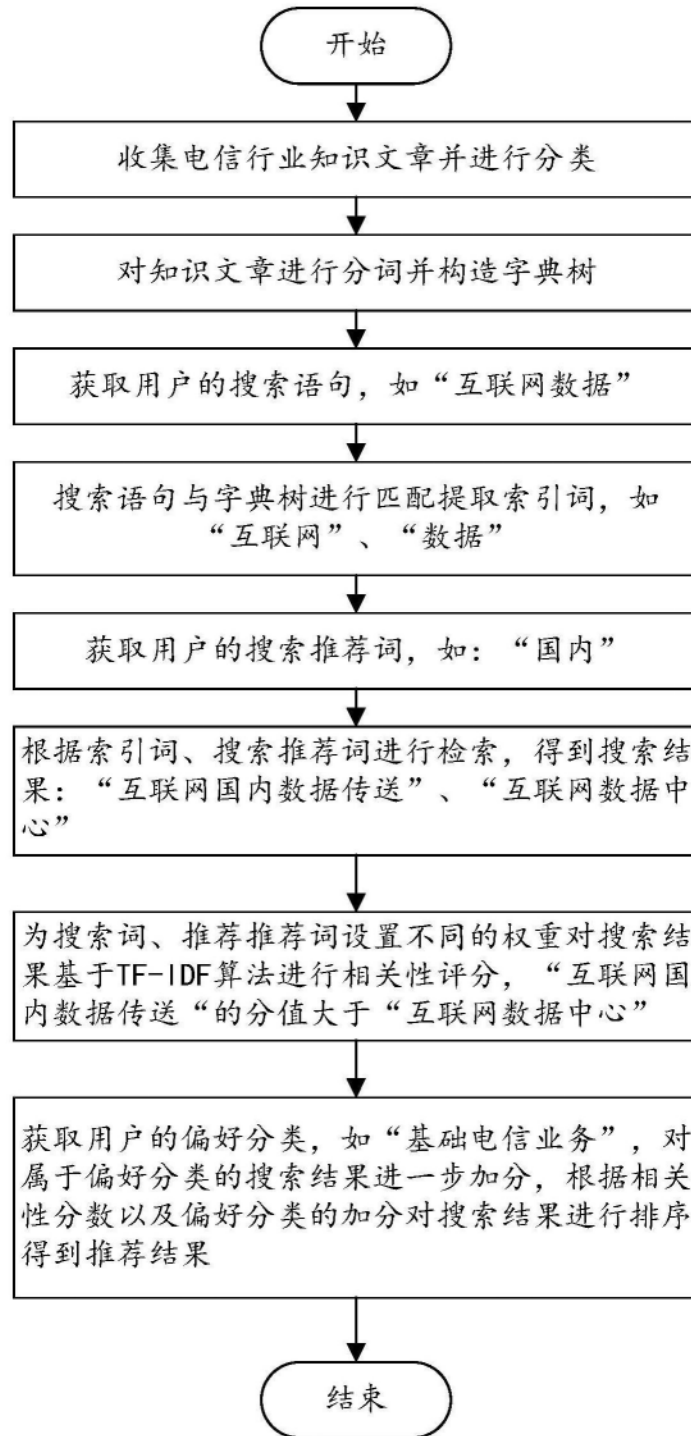 开始
收集电信行业知识文章并进行分类
对知识文章进行分词并构造字典树
获取用户的搜索语句，如“互联网数据”
搜索语句与字典树进行匹配提取索引词，如
“互联网”、“数据”
获取用户的搜索推荐词，如：“国内”
根据索引词、搜索推荐词进行检索，得到搜索结
果：“互联网国内数据传送”、“互联网数据中
心”
为搜索词、推荐推荐词设置不同的权重对搜索结
果基于TF-IDF算法进行相关性评分，“互联网国
内数据传送“的分值大于“互联网数据中心”
获取用户的偏好分类，如“基础电信业务”，对
属于偏好分类的搜索结果进一步加分，根据相关
性分数以及偏好分类的加分对搜索结果进行排序
得到推荐结果
结束